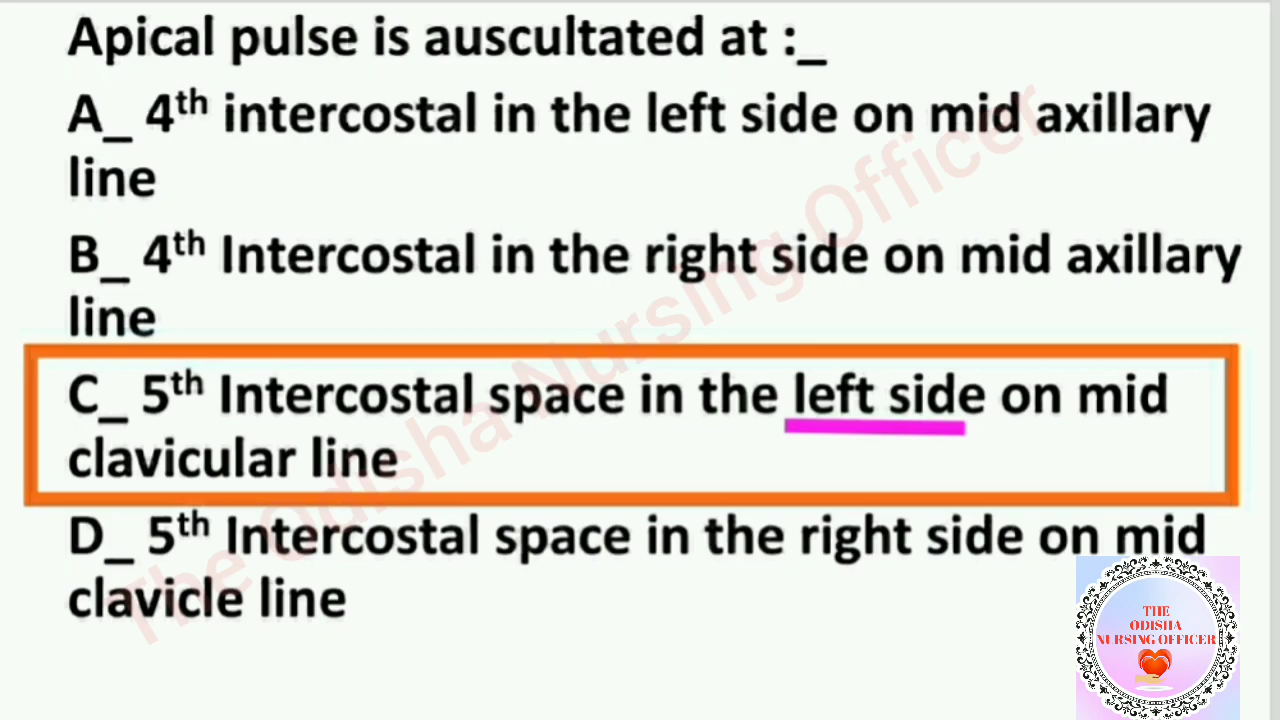 Apical pulse is auscultated at :_
A_ 4th intercostal in the left side on mid axillary
line
B_ 4th Intercostal in the right side on mid axillary
line
C_ 5th Intercostal space in the left side on mid
clavicular line
D_ 5th Intercostal space in the right side on mid
clavicle line
The Odisha Nursing Officer
THE
ODISHA
NURSING OFFICER